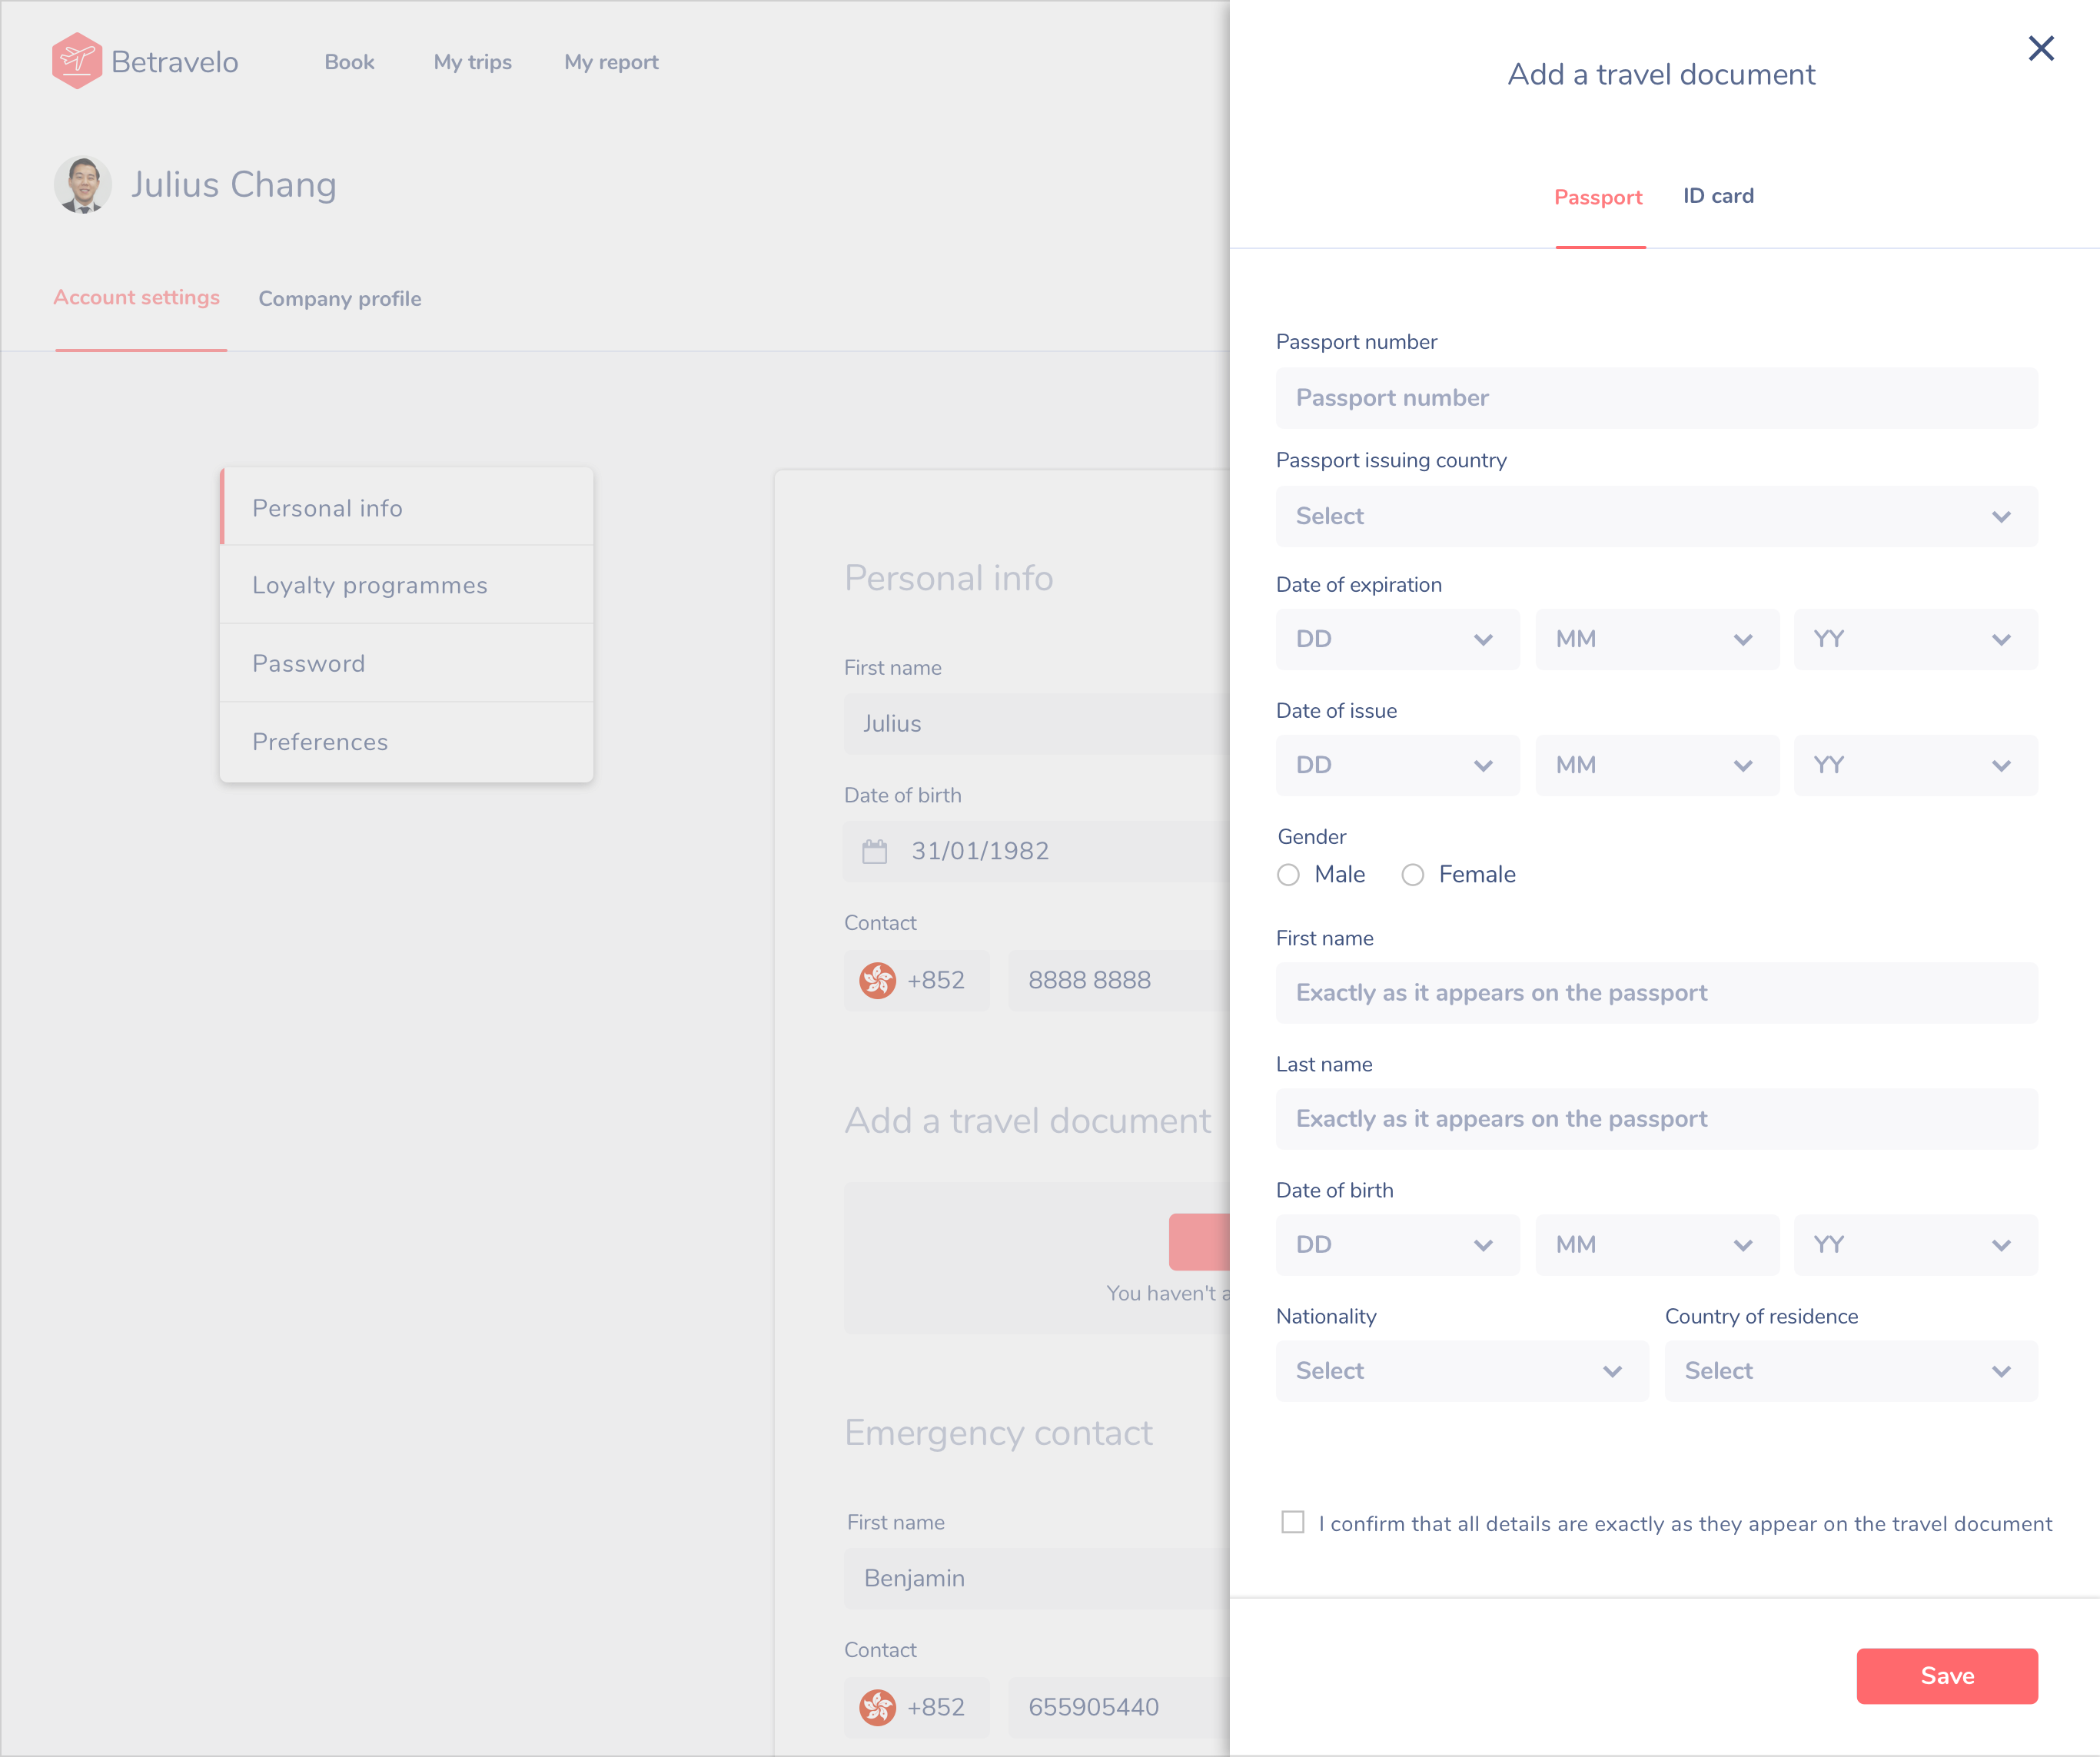 Betravelo
Book
My trips
My report
Julius Chang
Account settings
Company profile
Personal info
Loyalty programmes
Password
Preferences
Personal info
First name
Julius
Date of birth
31/01/1982
Contact
+852
8888 8888
Add a travel document
You haven't a
Emergency contact
First name
Benjamin
Contact
+852
655905440
Add a travel document
Passport
ID card
Passport number
Passport number
Passport issuing country
Select
Date of expiration
DD
MM
YY
Date of issue
DD
MM
YY
Gender
Male
Female
First name
Exactly as it appears on the passport
Last name
Exactly as it appears on the passport
Date of birth
DD
MM
YY
Nationality
Country of residence
Select
Select
I confirm that all details are exactly as they appear on the travel document
Save